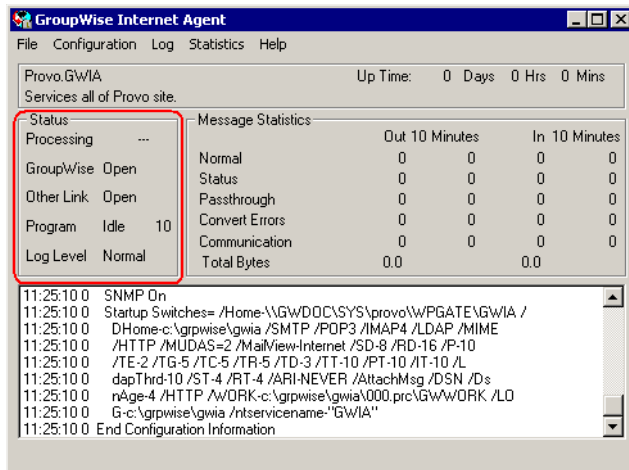 GroupWise Internet Agent
File Configuration Log Statistics Help
Provo.GWIA Up Time: 0 Days 0 Hrs 0 Mins
Services all of Provo site.
Status
Processing ---
GroupWise Open
Other Link Open
Program Idle 10
Log Level Normal
Message Statistics
Out 10 Minutes In 10 Minutes
Normal 0 0 0 0
Status 0 0 0 0
Passthrough 0 0 0 0
Convert Errors 0 0 0 0
Communication 0 0 0 0
Total Bytes 0.0 0.0
11:25:10 0 SNMP On
11:25:10 0 Startup Switches= /Home-\\GWDOC\SYS\provo\WPGATE\GWIA /
11:25:10 0 DHome-c:\grpwise\gwia /SMTP /POP3 /IMAP4 /LDAP /MIME
11:25:10 0 /HTTP /MUDAS=2 /MailView-Internet /SD-8 /RD-16 /P-10
11:25:10 0 /TE-2 /TG-5 /TC-5 /TR-5 /TD-3 /TT-10 /PT-10 /IT-10 /L
11:25:10 0 dapThrd-10 /ST-4 /RT-4 /ARI-NEVER /AttachMsg /DSN /Ds
11:25:10 0 nAge-4 /HTTP /WORK-c:\grpwise\gwia\000.prc\GWWORK /LO
11:25:10 0 G-c:\grpwise\gwia /ntservicename-"GWIA"
11:25:10 0 End Configuration Information